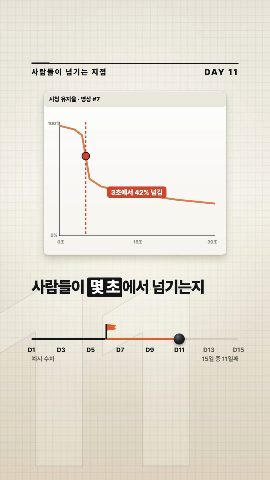 사람들이 넘기는 지점
DAY 11
시청 유지율 · 영상 #7
100%
3초에서 42% 넘김
0%
0초
15초
30초
사람들이 몇 초에서 넘기는지
D1 D3 D5 D7 D9 D11 D13 D15
예시 수치
15일 중 11일째